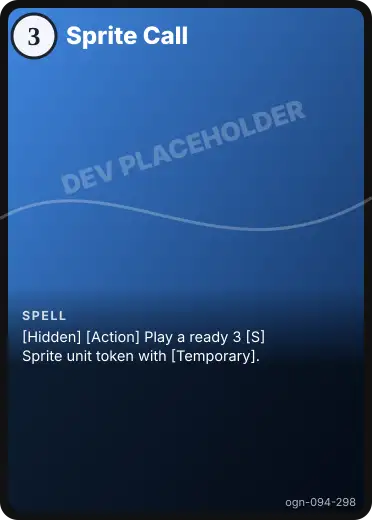 3 Sprite Call
DEV PLACEHOLDER
SPELL
[Hidden] [Action] Play a ready 3 [S]
Sprite unit token with [Temporary].
ogn-094-298